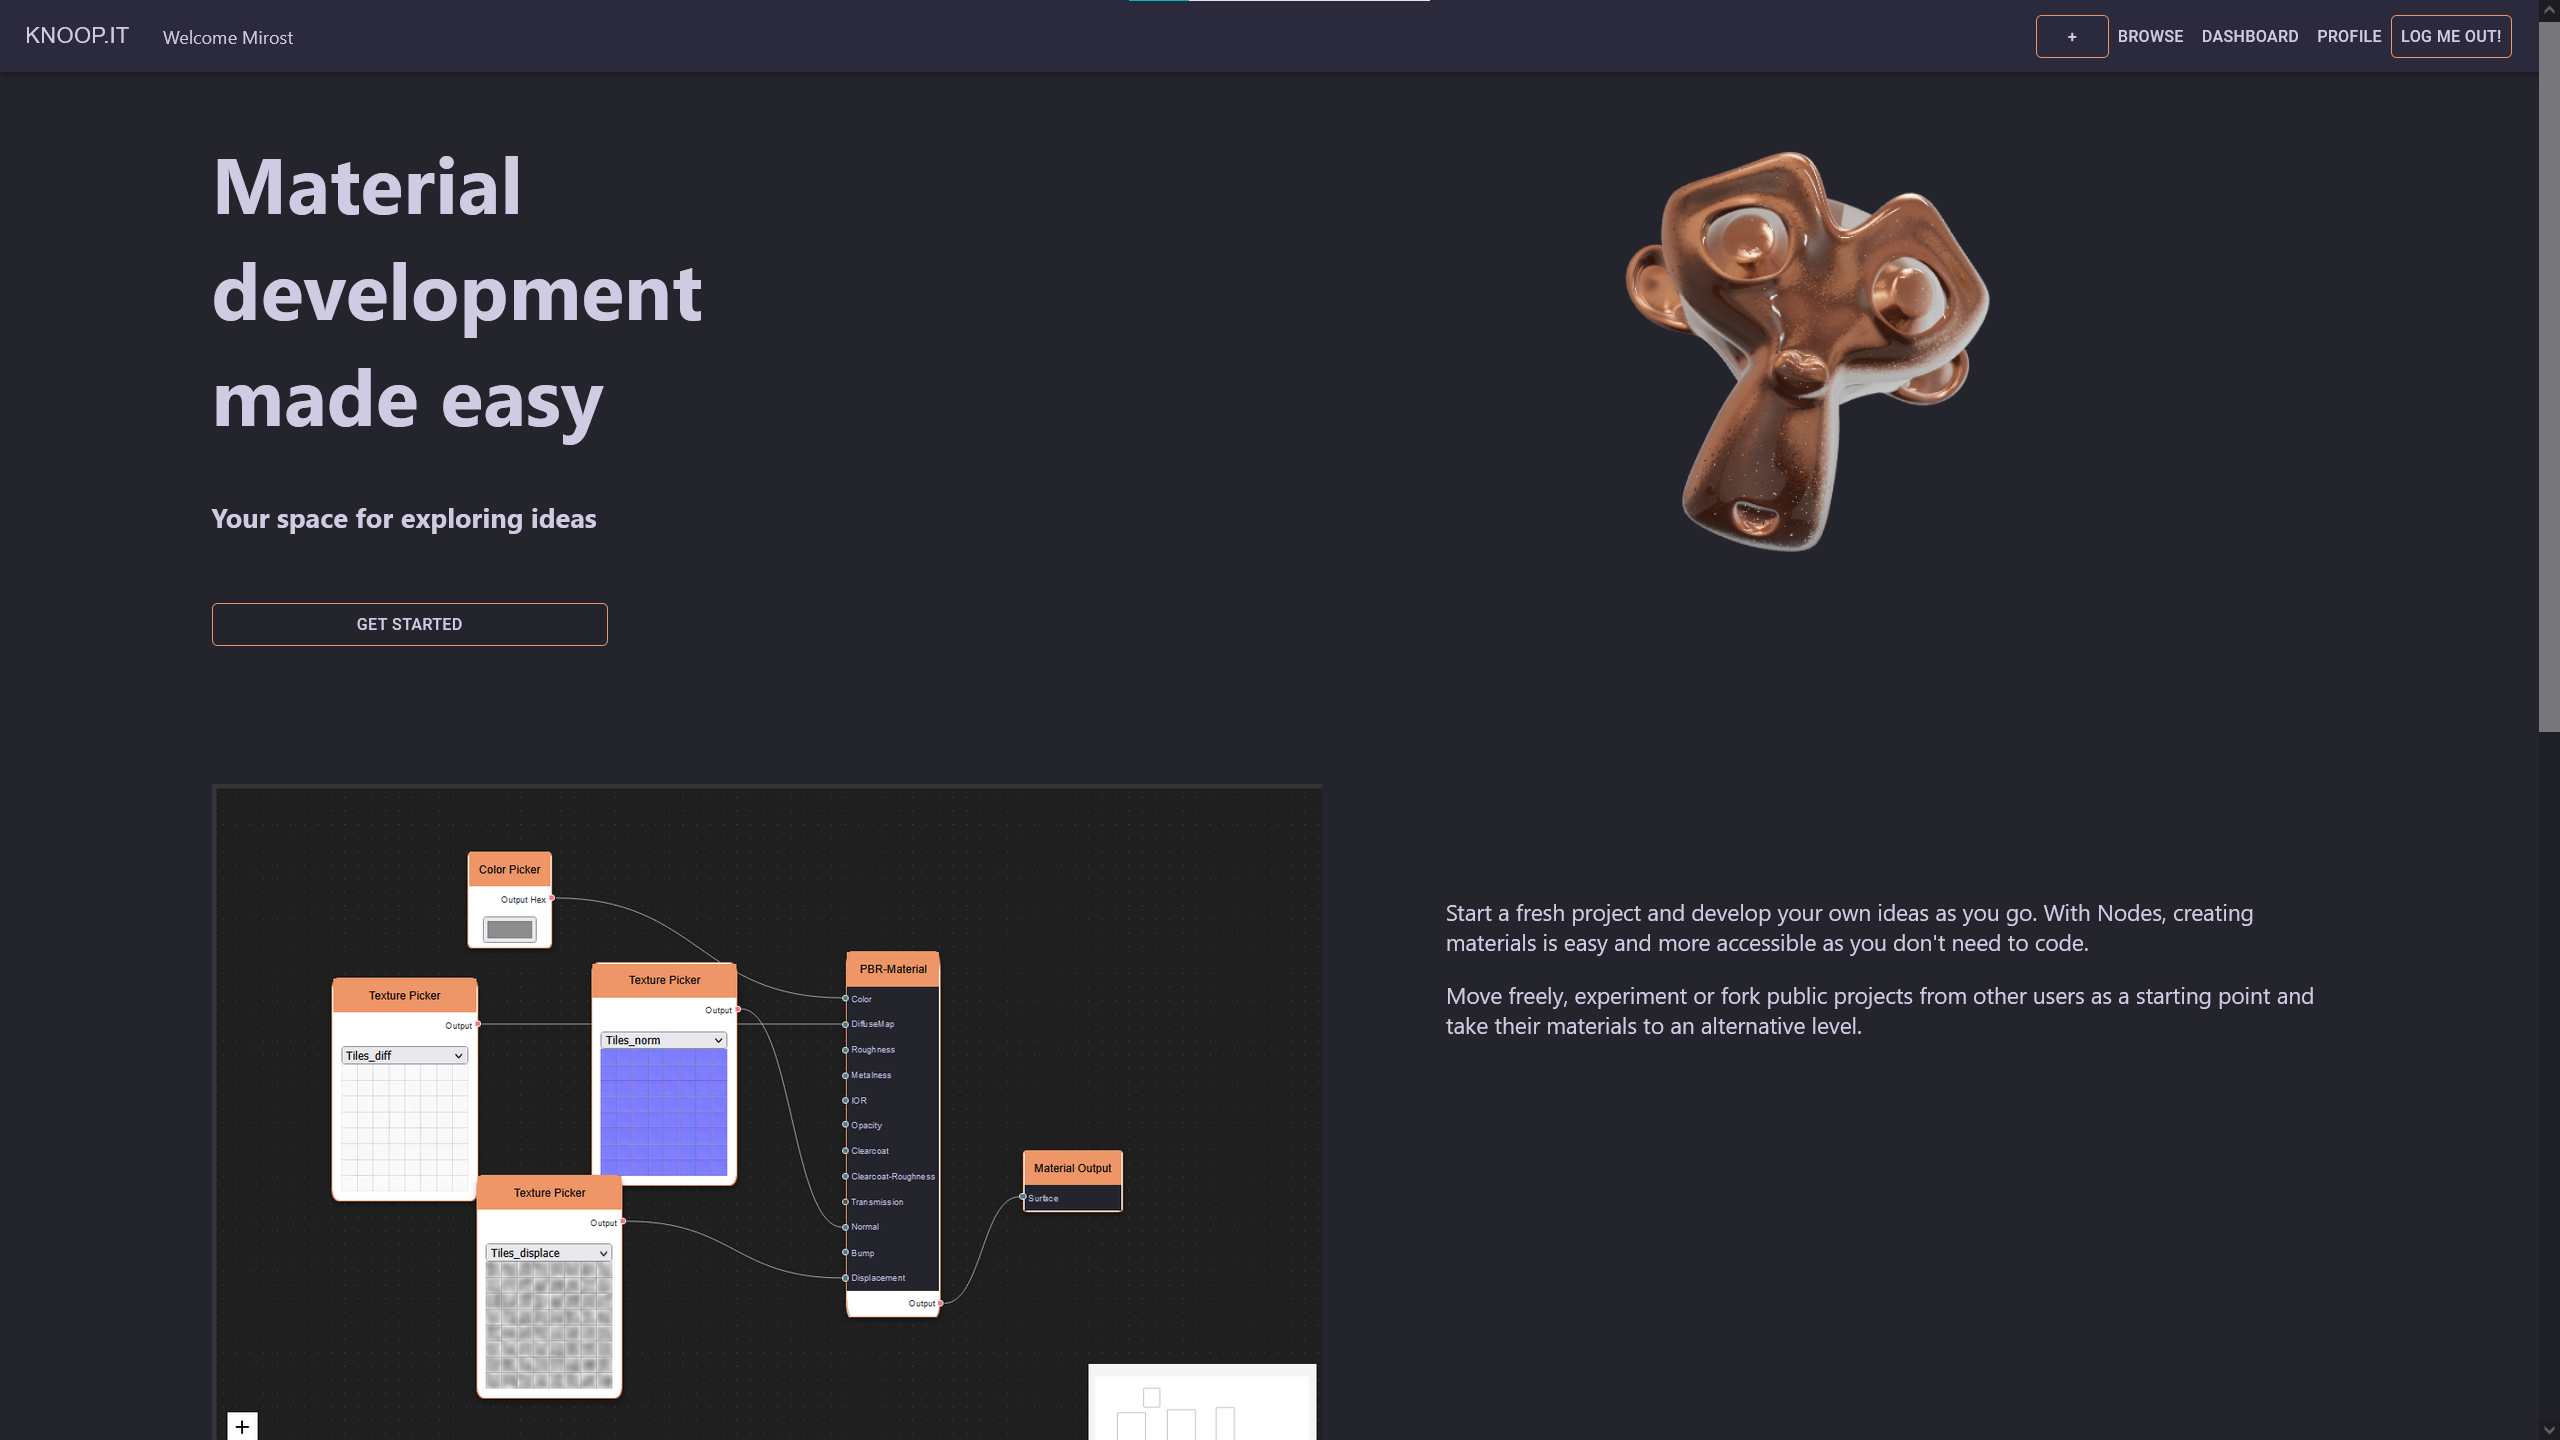 KNOOP.IT
Welcome Mirost
+
BROWSE
DASHBOARD
PROFILE
LOG ME OUT!
Material
development
made easy
Your space for exploring ideas
GET STARTED
Color Picker
Output Hex
Texture Picker
Output
Tiles_diff
Texture Picker
Output
Tiles_norm
Texture Picker
Output
Tiles_displace
PBR-Material
Color
DiffuseMap
Roughness
Metalness
IOR
Opacity
Clearcoat
Clearcoat-Roughness
Transmission
Normal
Bump
Displacement
Output
Material Output
Surface
+
Start a fresh project and develop your own ideas as you go. With Nodes, creating
materials is easy and more accessible as you don't need to code.
Move freely, experiment or fork public projects from other users as a starting point and
take their materials to an alternative level.